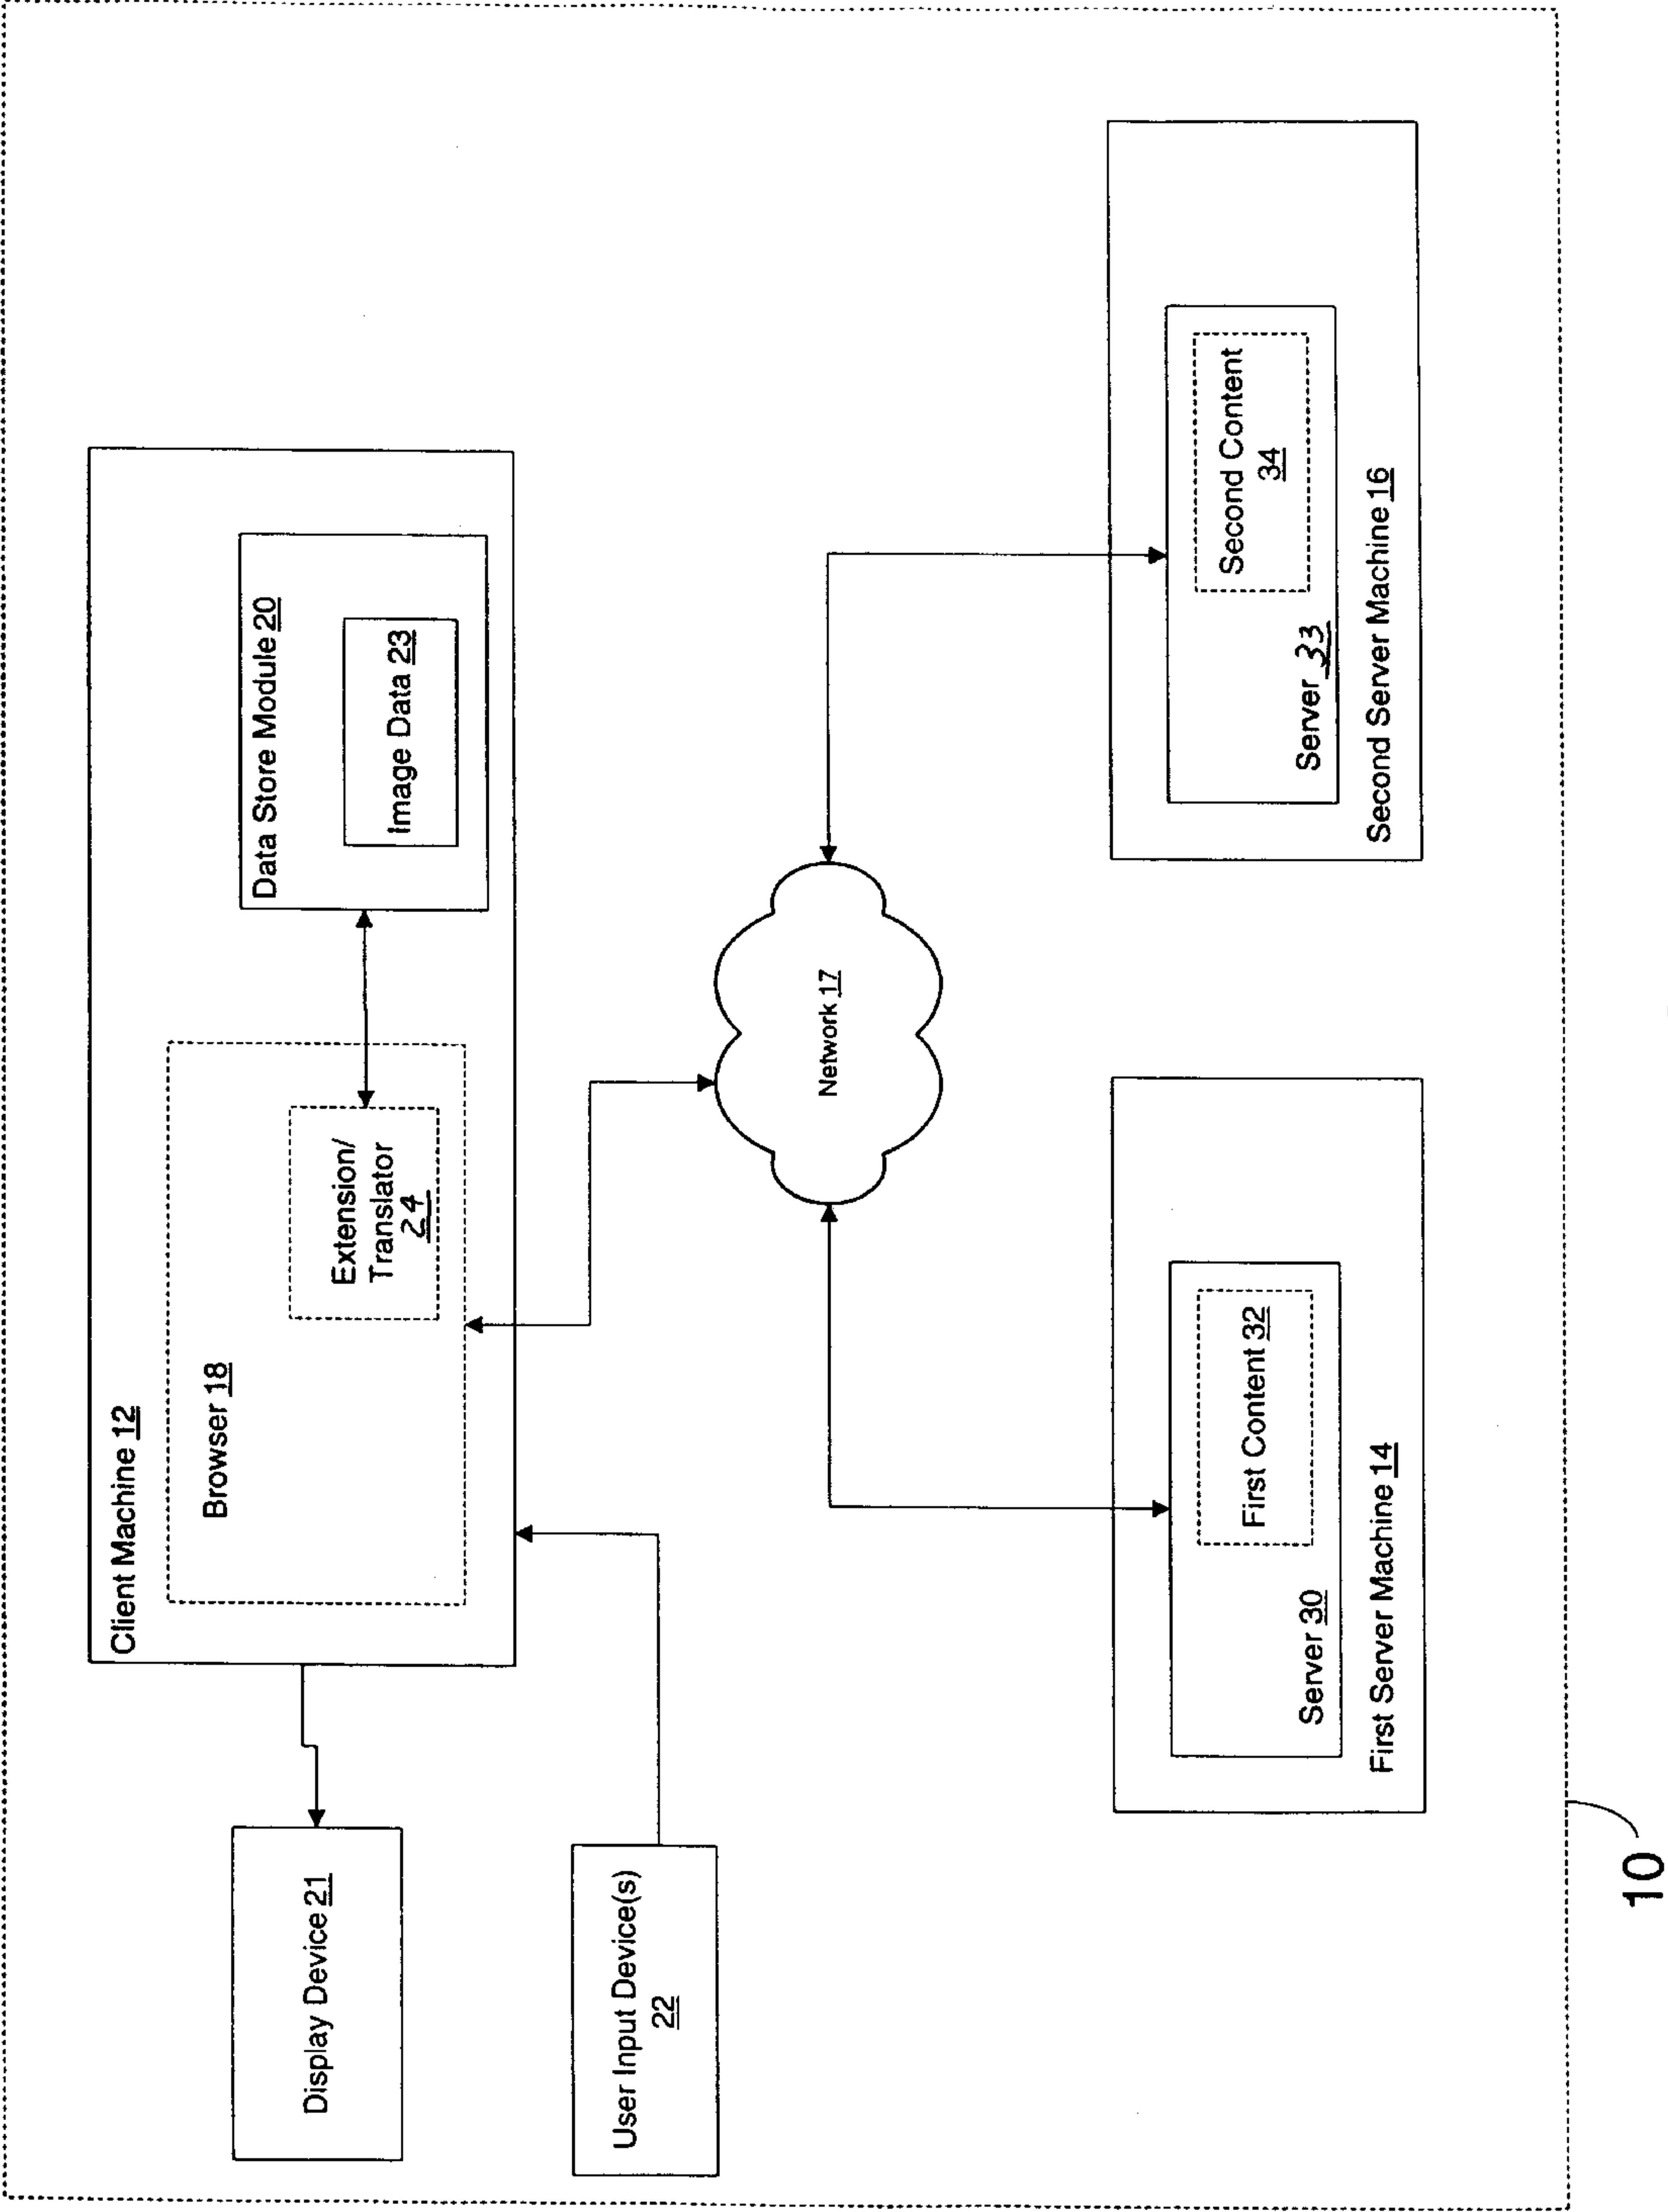 Client Machine 12
Browser 18
Extension/
Translator
24
Data Store Module 20
Image Data 23
Display Device 21
User Input Device(s)
22
Network 17
First Content 32
Server 30
First Server Machine 14
Second Content
34
Server 33
Second Server Machine 16
10